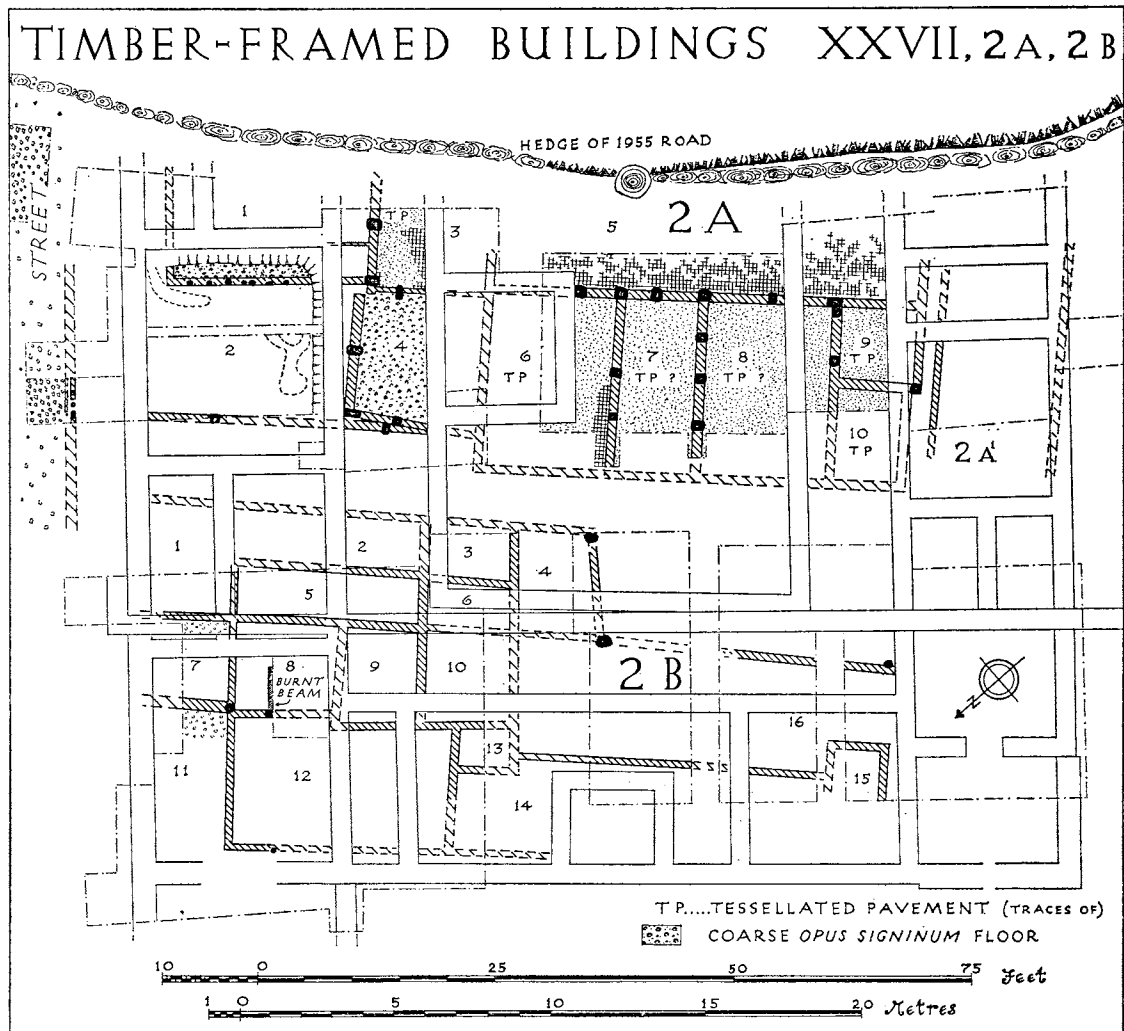 TIMBER-FRAMED BUILDINGS XXVII, 2A, 2B
HEDGE OF 1955 ROAD
STREET
1
TP
3
5
2A
2
4
6
TP
7
TP ?
8
TP ?
9
TP
10
TP
2A¹
1
2
3
4
5
6
7
8
BURNT
BEAM
9
10
2B
N
11
12
13
14
15
16
TP.....TESSELLATED PAVEMENT (TRACES OF)
COARSE OPUS SIGNINUM FLOOR
10 0 25 50 75 Feet
1 0 5 10 15 20 Metres